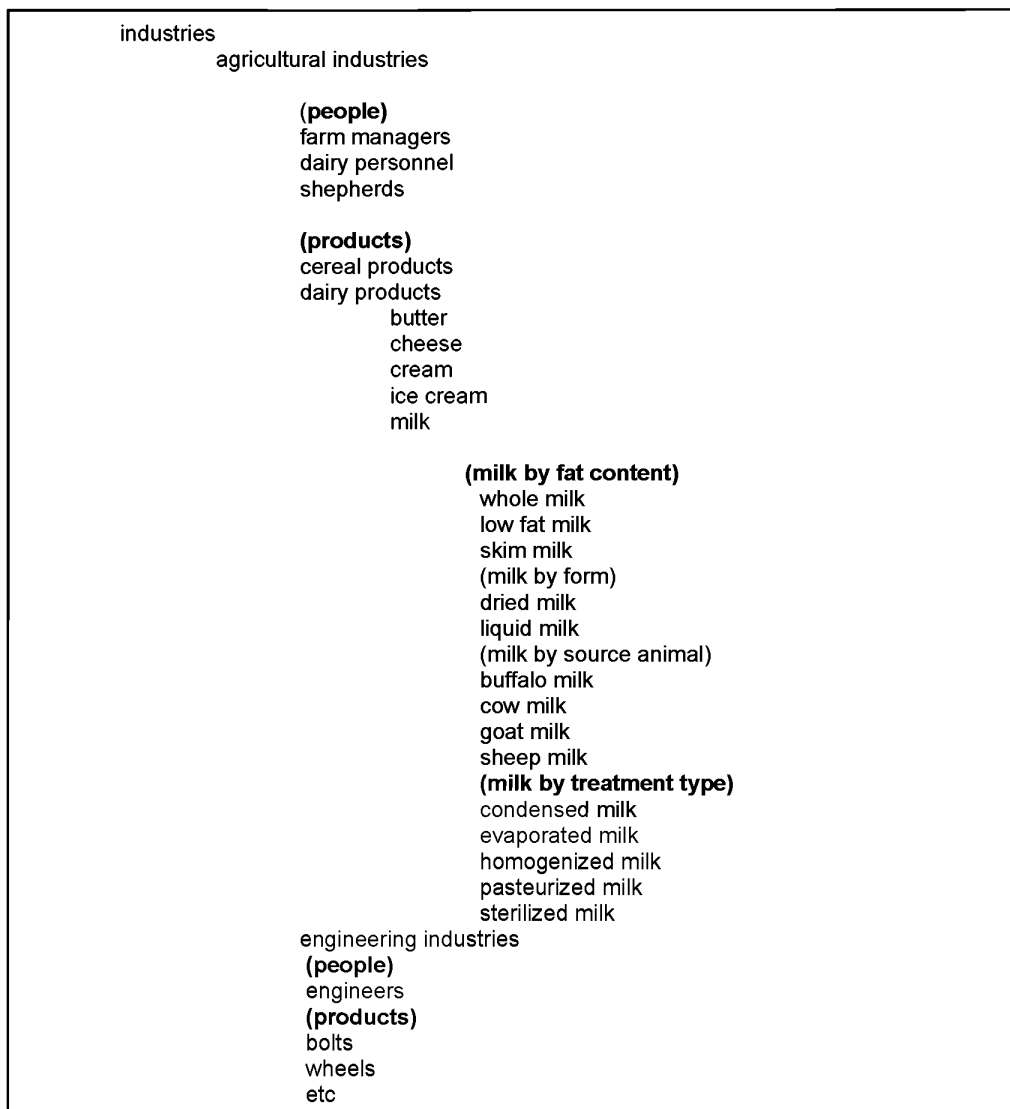 industries
agricultural industries
(people)
farm managers
dairy personnel
shepherds
(products)
cereal products
dairy products
butter
cheese
cream
ice cream
milk
(milk by fat content)
whole milk
low fat milk
skim milk
(milk by form)
dried milk
liquid milk
(milk by source animal)
buffalo milk
cow milk
goat milk
sheep milk
(milk by treatment type)
condensed milk
evaporated milk
homogenized milk
pasteurized milk
sterilized milk
engineering industries
(people)
engineers
(products)
bolts
wheels
etc